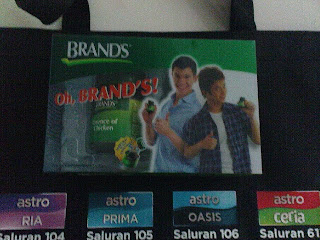 BRAND'S
Oh, BRAND'S!
BRAND'S
Essence of
Chicken
astro astro astro astro
RIA PRIMA OASIS ceria
Saluran 104 Saluran 105 Saluran 106 Saluran 61